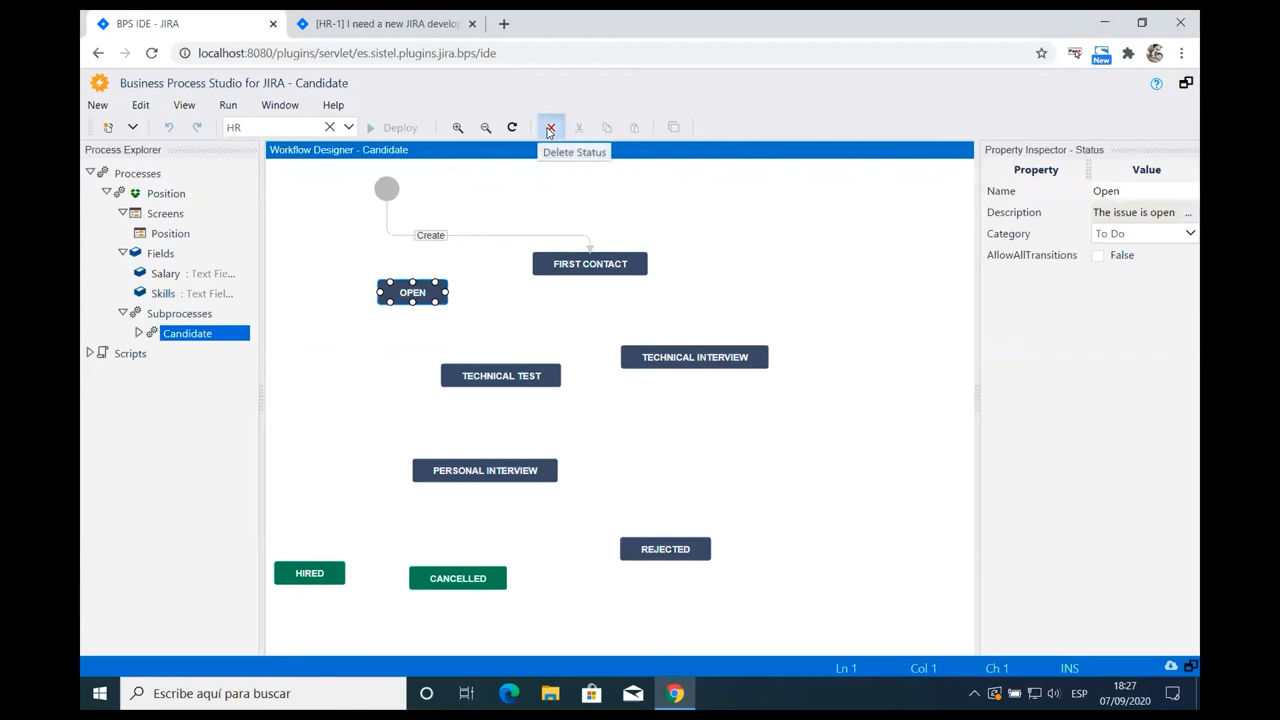 BPS IDE - JIRA
[HR-1] I need a new JIRA develop
localhost:8080/plugins/servlet/es.sistel.plugins.jira.bps/ide
New
Business Process Studio for JIRA - Candidate
New Edit View Run Window Help
HR
Deploy
Delete Status
Process Explorer
Processes
Position
Screens
Position
Fields
Salary : Text Fie...
Skills : Text Fiel...
Subprocesses
Candidate
Scripts
Workflow Designer - Candidate
Create
FIRST CONTACT
OPEN
TECHNICAL INTERVIEW
TECHNICAL TEST
PERSONAL INTERVIEW
REJECTED
HIRED
CANCELLED
Property Inspector - Status
Property Value
Name Open
Description The issue is open ...
Category To Do
AllowAllTransitions False
Ln 1 Col 1 Ch 1 INS
Escribe aquí para buscar
ESP
18:27
07/09/2020